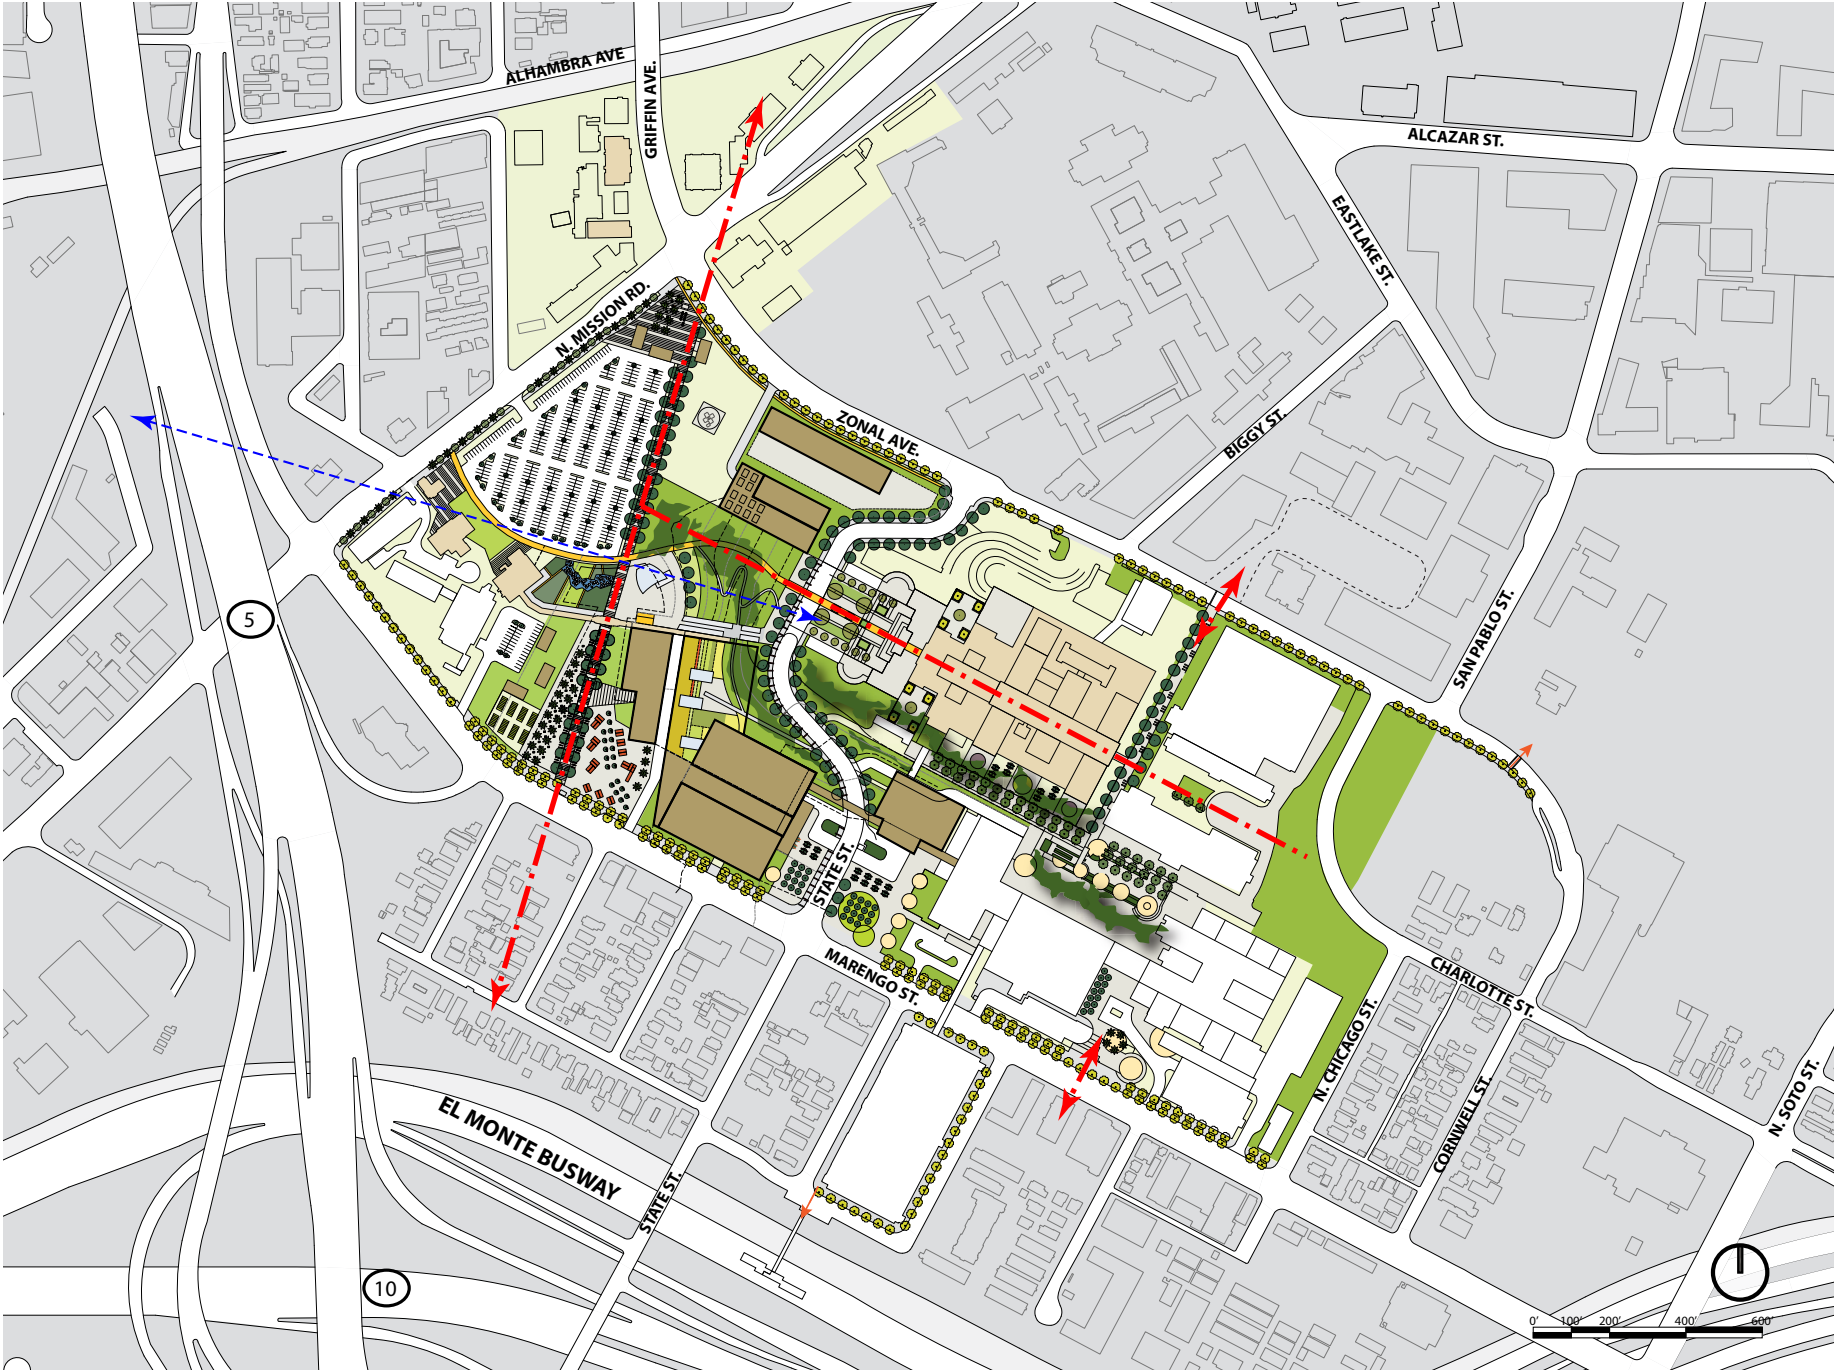 ALHAMBRA AVE
GRIFFIN AVE.
ALCAZAR ST.
EASTLAKE ST.
N. MISSION RD.
ZONAL AVE.
BIGGY ST.
5
SAN PABLO ST.
STATE ST.
MARENGO ST.
CHARLOTTE ST.
N. CHICAGO ST.
CORNWELL ST.
N. SOTO ST.
EL MONTE BUSWAY
STATE ST.
10
0' 100' 200' 400' 600'